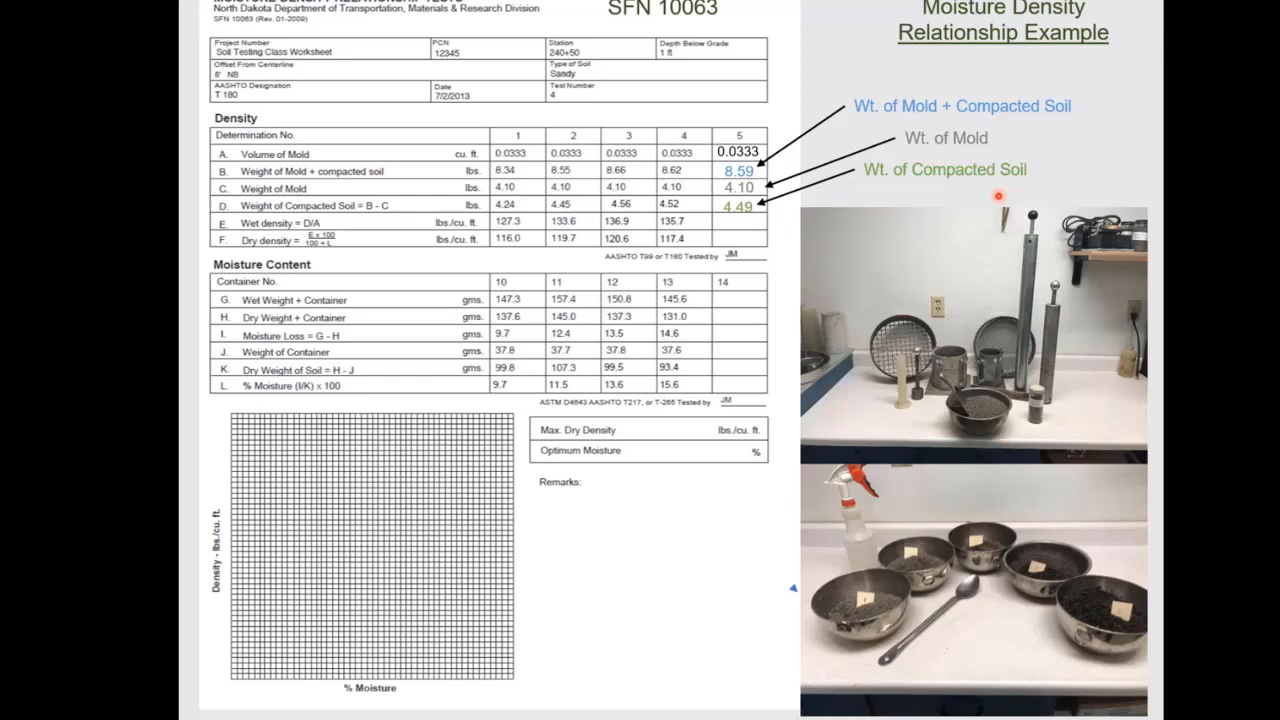 MOISTURE DENSITY RELATIONSHIP TESTS
North Dakota Department of Transportation, Materials & Research Division
SFN 10063 (Rev. 01-2009)
SFN 10063
Moisture Density
Relationship Example
Project Number PCN Station Depth Below Grade
Soil Testing Class Worksheet 12345 240+50 1 ft
Offset From Centerline Type of Soil
6' NB Sandy
AASHTO Designation Date Test Number
T 180 7/2/2013 4
Density
Determination No. 1 2 3 4 5
A. Volume of Mold cu. ft. 0.0333 0.0333 0.0333 0.0333 0.0333
B. Weight of Mold + compacted soil lbs. 8.34 8.55 8.66 8.62 8.59
C. Weight of Mold lbs. 4.10 4.10 4.10 4.10 4.10
D. Weight of Compacted Soil = B - C lbs. 4.24 4.45 4.56 4.52 4.49
E. Wet density = D/A lbs./cu. ft. 127.3 133.6 136.9 135.7
F. Dry density = E x 100 / 100 + L lbs./cu. ft. 116.0 119.7 120.6 117.4
AASHTO T99 or T180 Tested by JM
Wt. of Mold + Compacted Soil
Wt. of Mold
Wt. of Compacted Soil
Moisture Content
Container No. 10 11 12 13 14
G. Wet Weight + Container gms. 147.3 157.4 150.8 145.6
H. Dry Weight + Container gms. 137.6 145.0 137.3 131.0
I. Moisture Loss = G - H gms. 9.7 12.4 13.5 14.6
J. Weight of Container gms. 37.8 37.7 37.8 37.6
K. Dry Weight of Soil = H - J gms. 99.8 107.3 99.5 93.4
L. % Moisture (I/K) x 100 9.7 11.5 13.6 15.6
ASTM D4643 AASHTO T217, or T-265 Tested by JM
Max. Dry Density lbs./cu. ft.
Optimum Moisture %
Remarks:
Density - lbs./cu. ft.
% Moisture